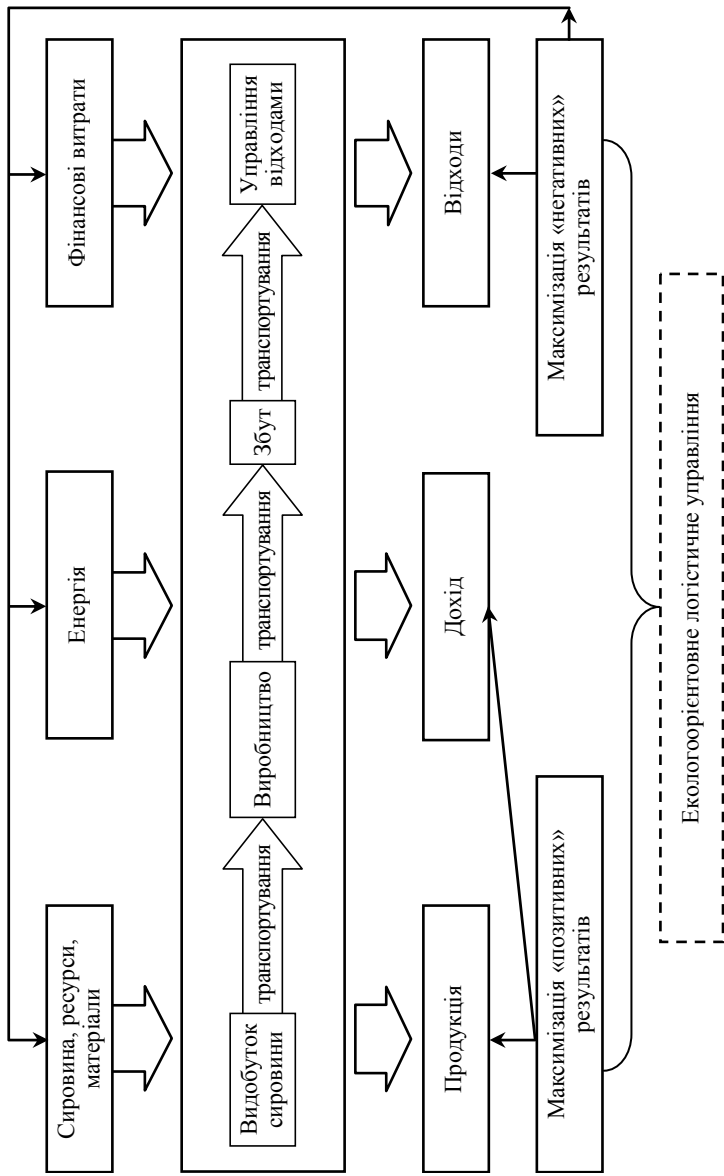 Сировина, ресурси,
матеріали
Енергія
Фінансові витрати
Видобуток
сировини
транспортування
Виробництво
транспортування
Збут
транспортування
Управління
відходами
Продукція
Дохід
Відходи
Максимізація «позитивних»
результатів
Максимізація «негативних»
результатів
Екологоорієнтовне логістичне управління